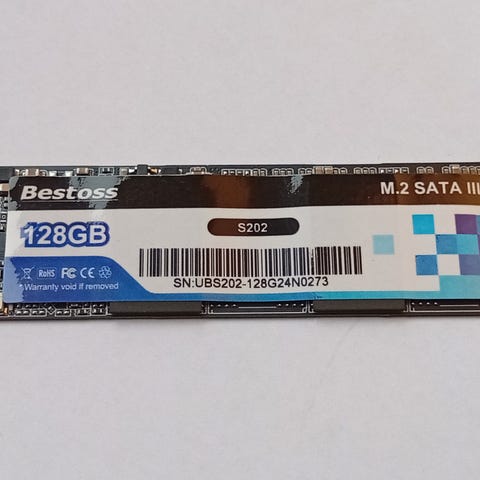 Bestoss
M.2 SATA III
128GB
S202
RoHS FC CE
SN:UBS202-128G24N0273
Warranty void if removed